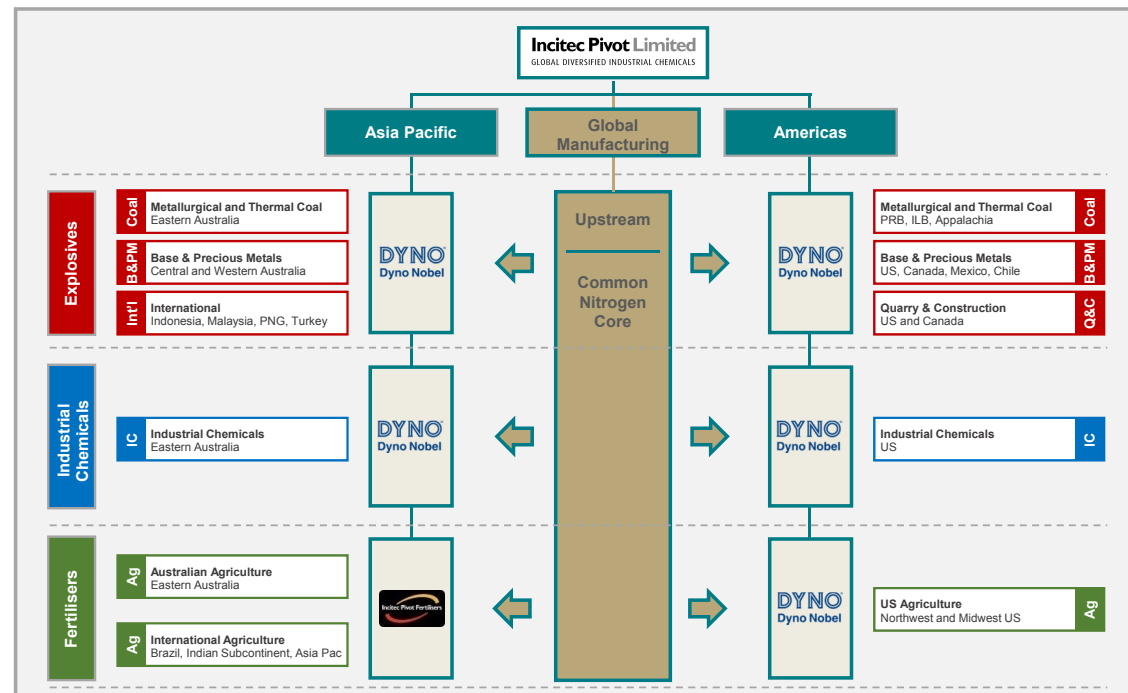 Incitec Pivot Limited
GLOBAL DIVERSIFIED INDUSTRIAL CHEMICALS
Asia Pacific
Global
Manufacturing
Americas
Explosives
Coal
Metallurgical and Thermal Coal
Eastern Australia
B&PM
Base & Precious Metals
Central and Western Australia
Int'l
International
Indonesia, Malaysia, PNG, Turkey
DYNO
Dyno Nobel
Upstream
Common
Nitrogen
Core
DYNO
Dyno Nobel
Metallurgical and Thermal Coal
PRB, ILB, Appalachia
Coal
Base & Precious Metals
US, Canada, Mexico, Chile
B&PM
Quarry & Construction
US and Canada
Q&C
Industrial
Chemicals
IC
Industrial Chemicals
Eastern Australia
DYNO
Dyno Nobel
DYNO
Dyno Nobel
Industrial Chemicals
US
IC
Fertilisers
Ag
Australian Agriculture
Eastern Australia
Ag
International Agriculture
Brazil, Indian Subcontinent, Asia Pac
Incitec Pivot Fertilisers
DYNO
Dyno Nobel
US Agriculture
Northwest and Midwest US
Ag